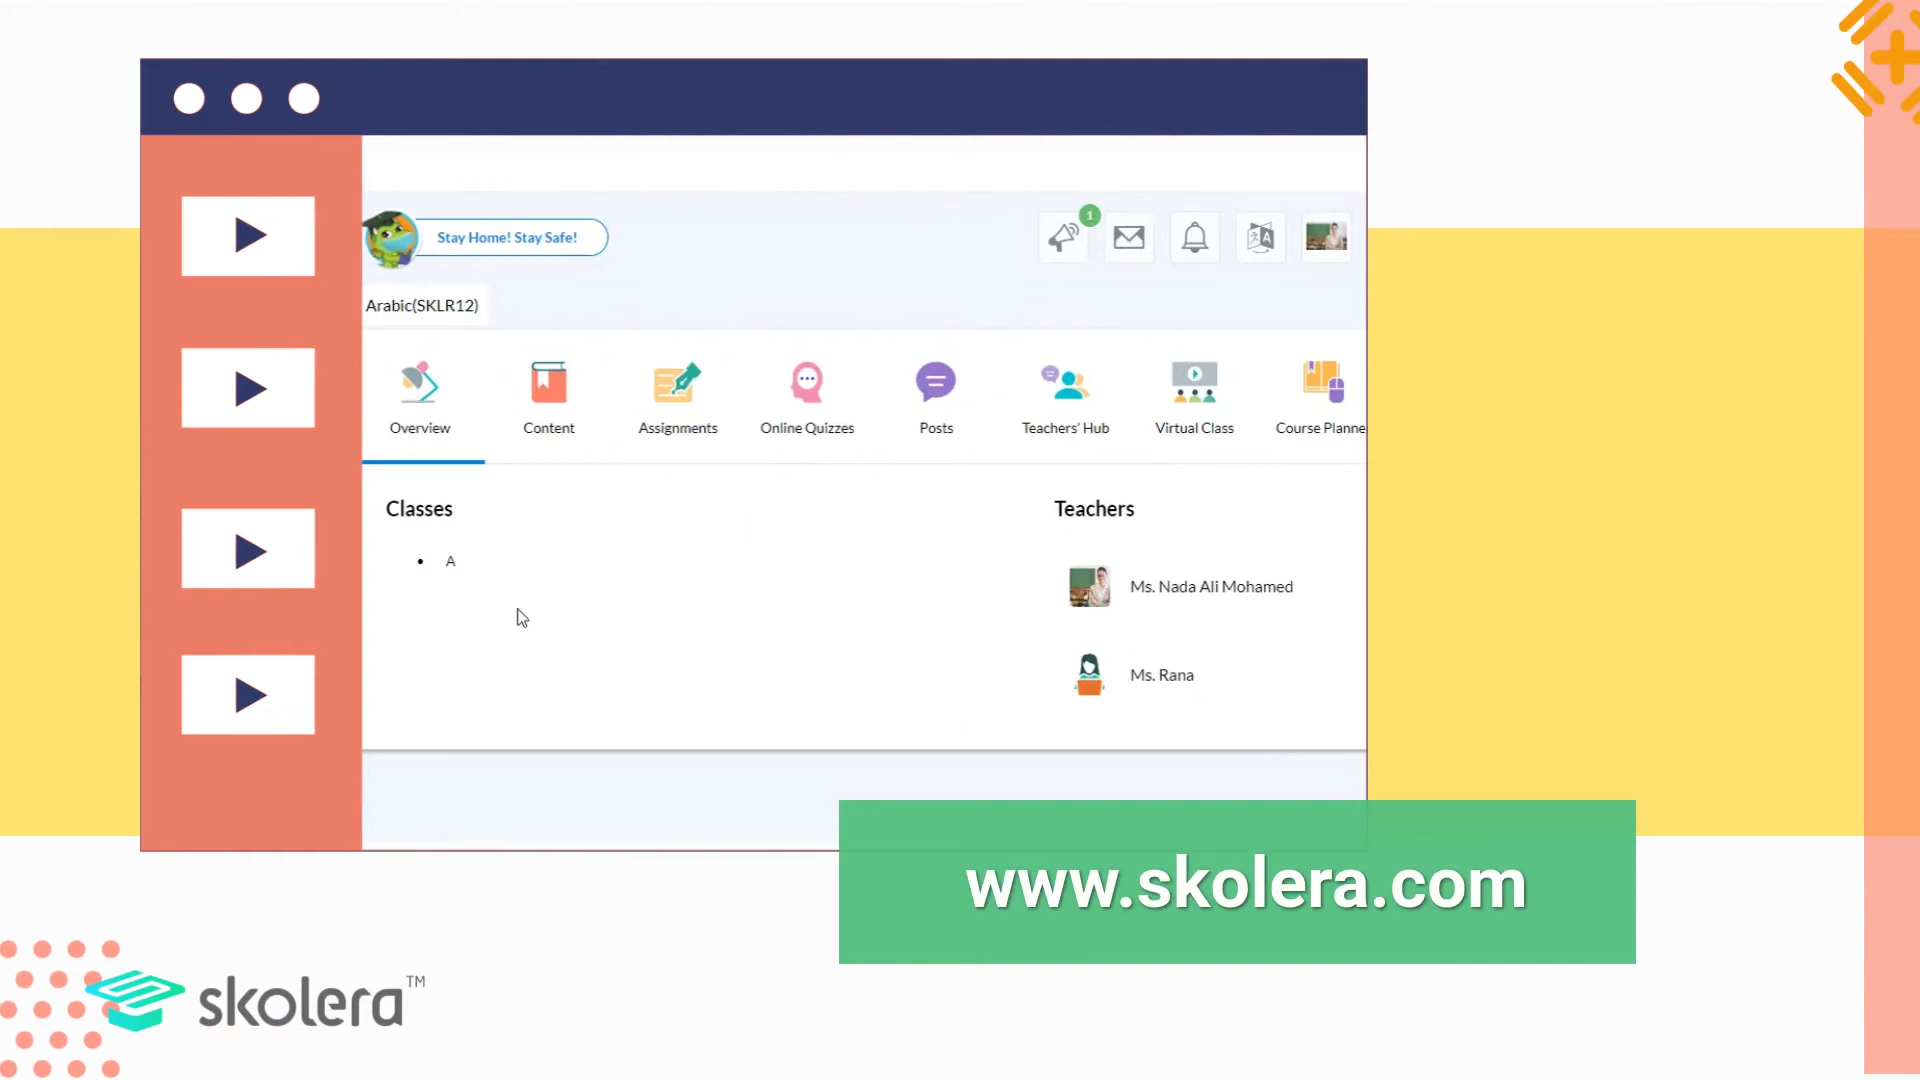 Stay Home! Stay Safe!
1
Arabic(SKLR12)
Overview
Content
Assignments
Online Quizzes
Posts
Teachers' Hub
Virtual Class
Course Planne
Classes
Teachers
• A
Ms. Nada Ali Mohamed
Ms. Rana
www.skolera.com
skolera™